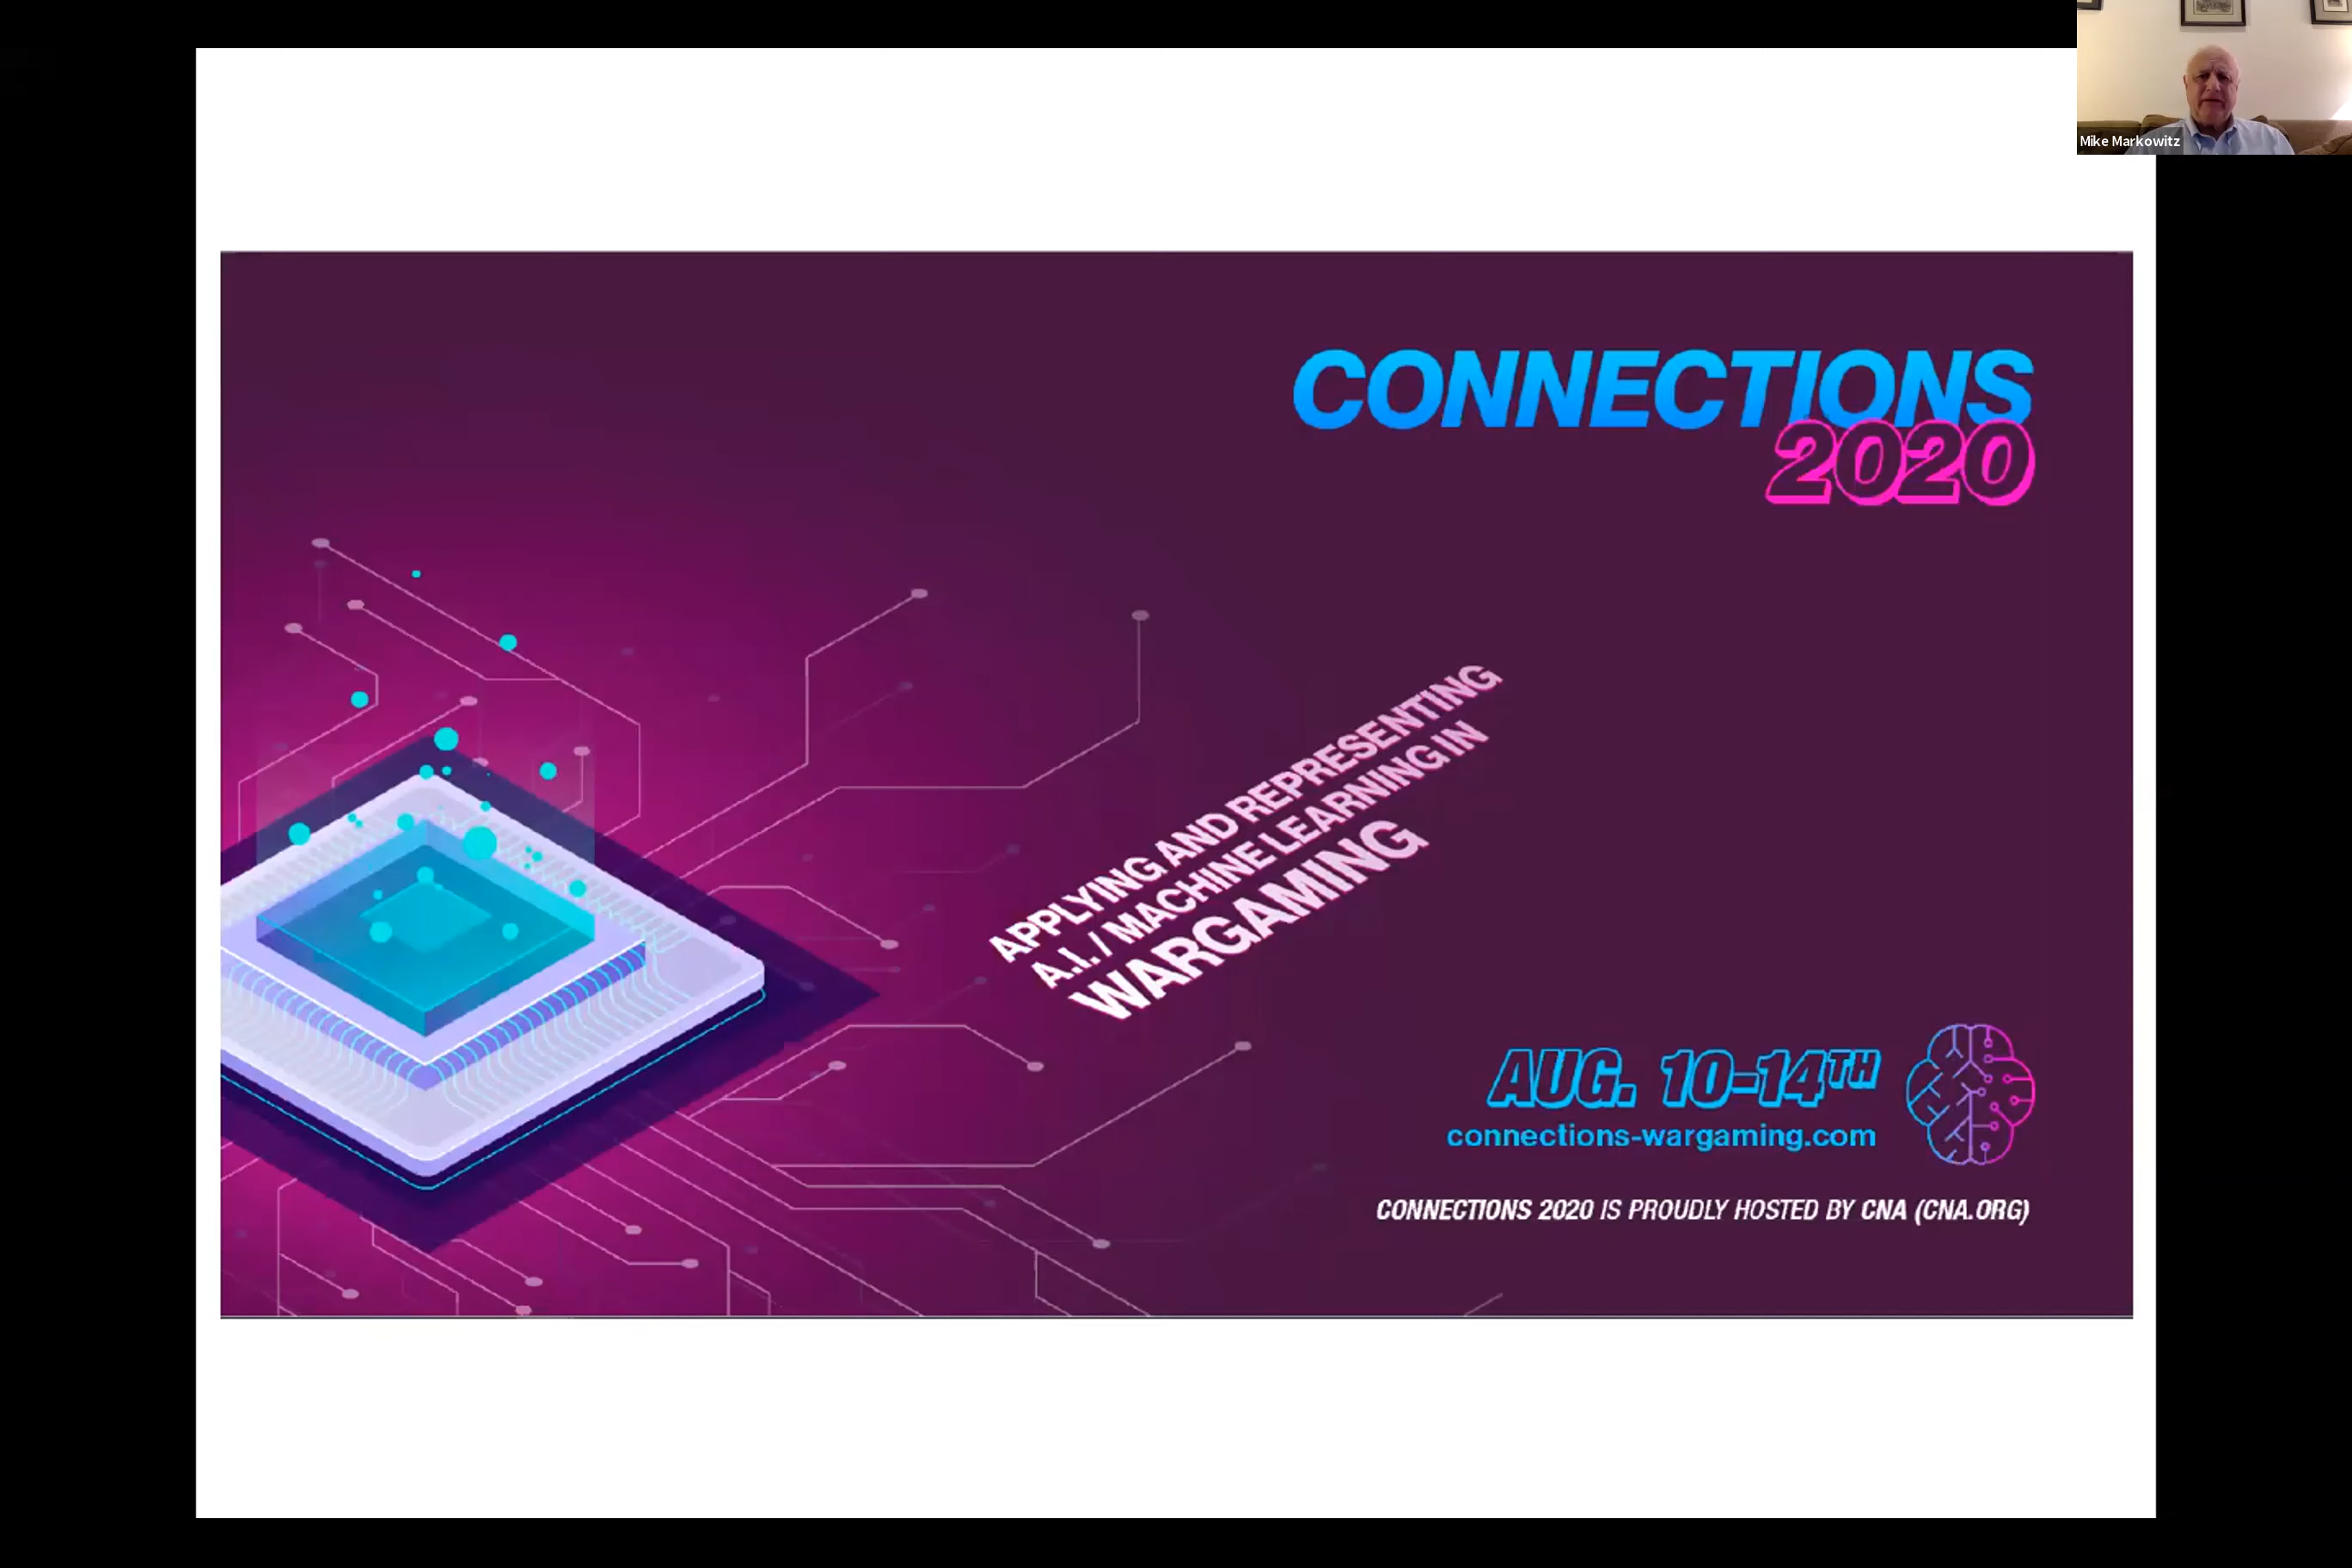 Mike Markowitz
CONNECTIONS
2020
APPLYING AND REPRESENTING
A.I. / MACHINE LEARNING IN
WARGAMING
AUG. 10-14TH
connections-wargaming.com
CONNECTIONS 2020 IS PROUDLY HOSTED BY CNA (CNA.ORG)